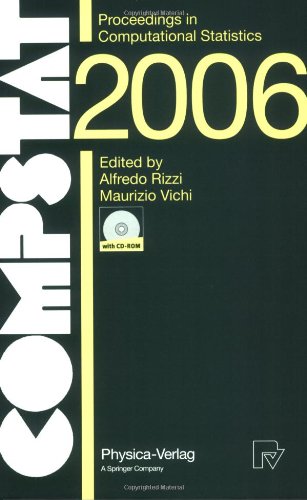 COMPSTAT
Proceedings in
Computational Statistics
2006
Edited by
Alfredo Rizzi
Maurizio Vichi
with CD-ROM
Physica-Verlag
A Springer Company